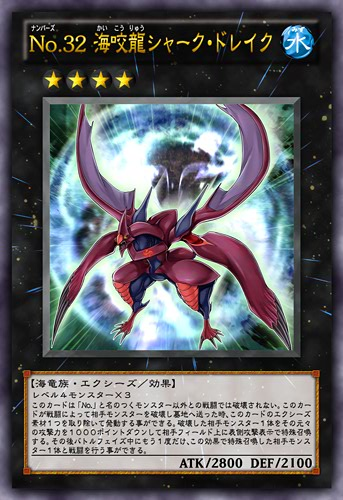 ナンバーズ かいこうりゅう
No.32 海咬龍シャーク・ドレイク
水
【海竜族・エクシーズ/効果】
レベル4モンスター×3
このカードは「No.」と名のつくモンスター以外との戦闘では破壊されない。このカー
ドが戦闘によって相手モンスターを破壊し墓地へ送った時、このカードのエクシーズ
素材1つを取り除いて発動する事ができる。破壊した相手モンスター1体をその元々
の攻撃力を1000ポイントダウンして相手フィールド上に表側攻撃表示で特殊召喚
する。その後バトルフェイズ中にもう1度だけ、この効果で特殊召喚した相手モンス
ター1体と戦闘を行う事ができる。
ATK/2800 DEF/2100